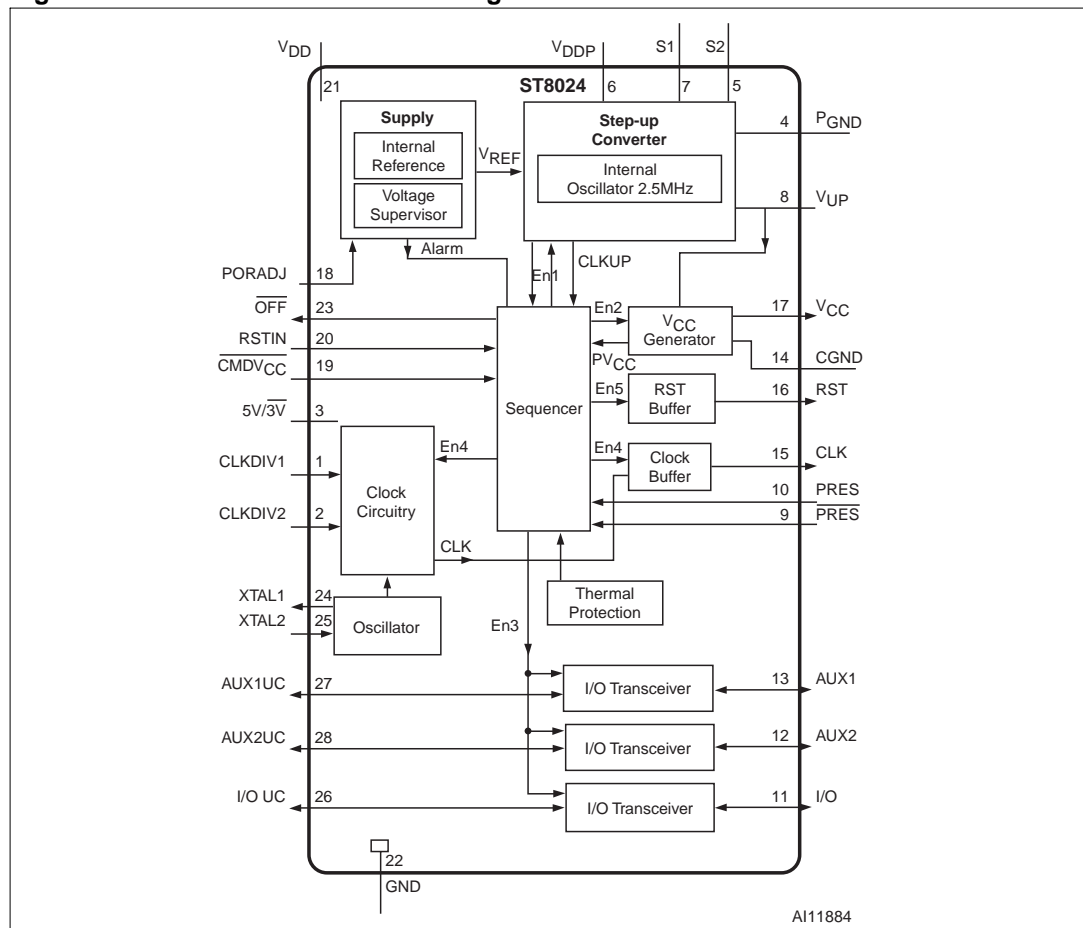 VDD
VDDP
S1
S2
21
ST8024
6
7
5
Supply
Internal
Reference
Voltage
Supervisor
VREF
Step-up
Converter
Internal
Oscillator 2.5MHz
4
PGND
8
VUP
Alarm
En1
CLKUP
PORADJ
18
OFF
23
RSTIN
20
CMDVCC
19
5V/3V
3
CLKDIV1
1
CLKDIV2
2
XTAL1
24
XTAL2
25
Clock
Circuitry
Oscillator
En4
CLK
Sequencer
En2
PVCC
En5
En4
VCC
Generator
RST
Buffer
Clock
Buffer
17
VCC
14
CGND
16
RST
15
CLK
10
PRES
9
PRES
Thermal
Protection
En3
AUX1UC
27
I/O Transceiver
13
AUX1
AUX2UC
28
I/O Transceiver
12
AUX2
I/O UC
26
I/O Transceiver
11
I/O
22
GND
AI11884